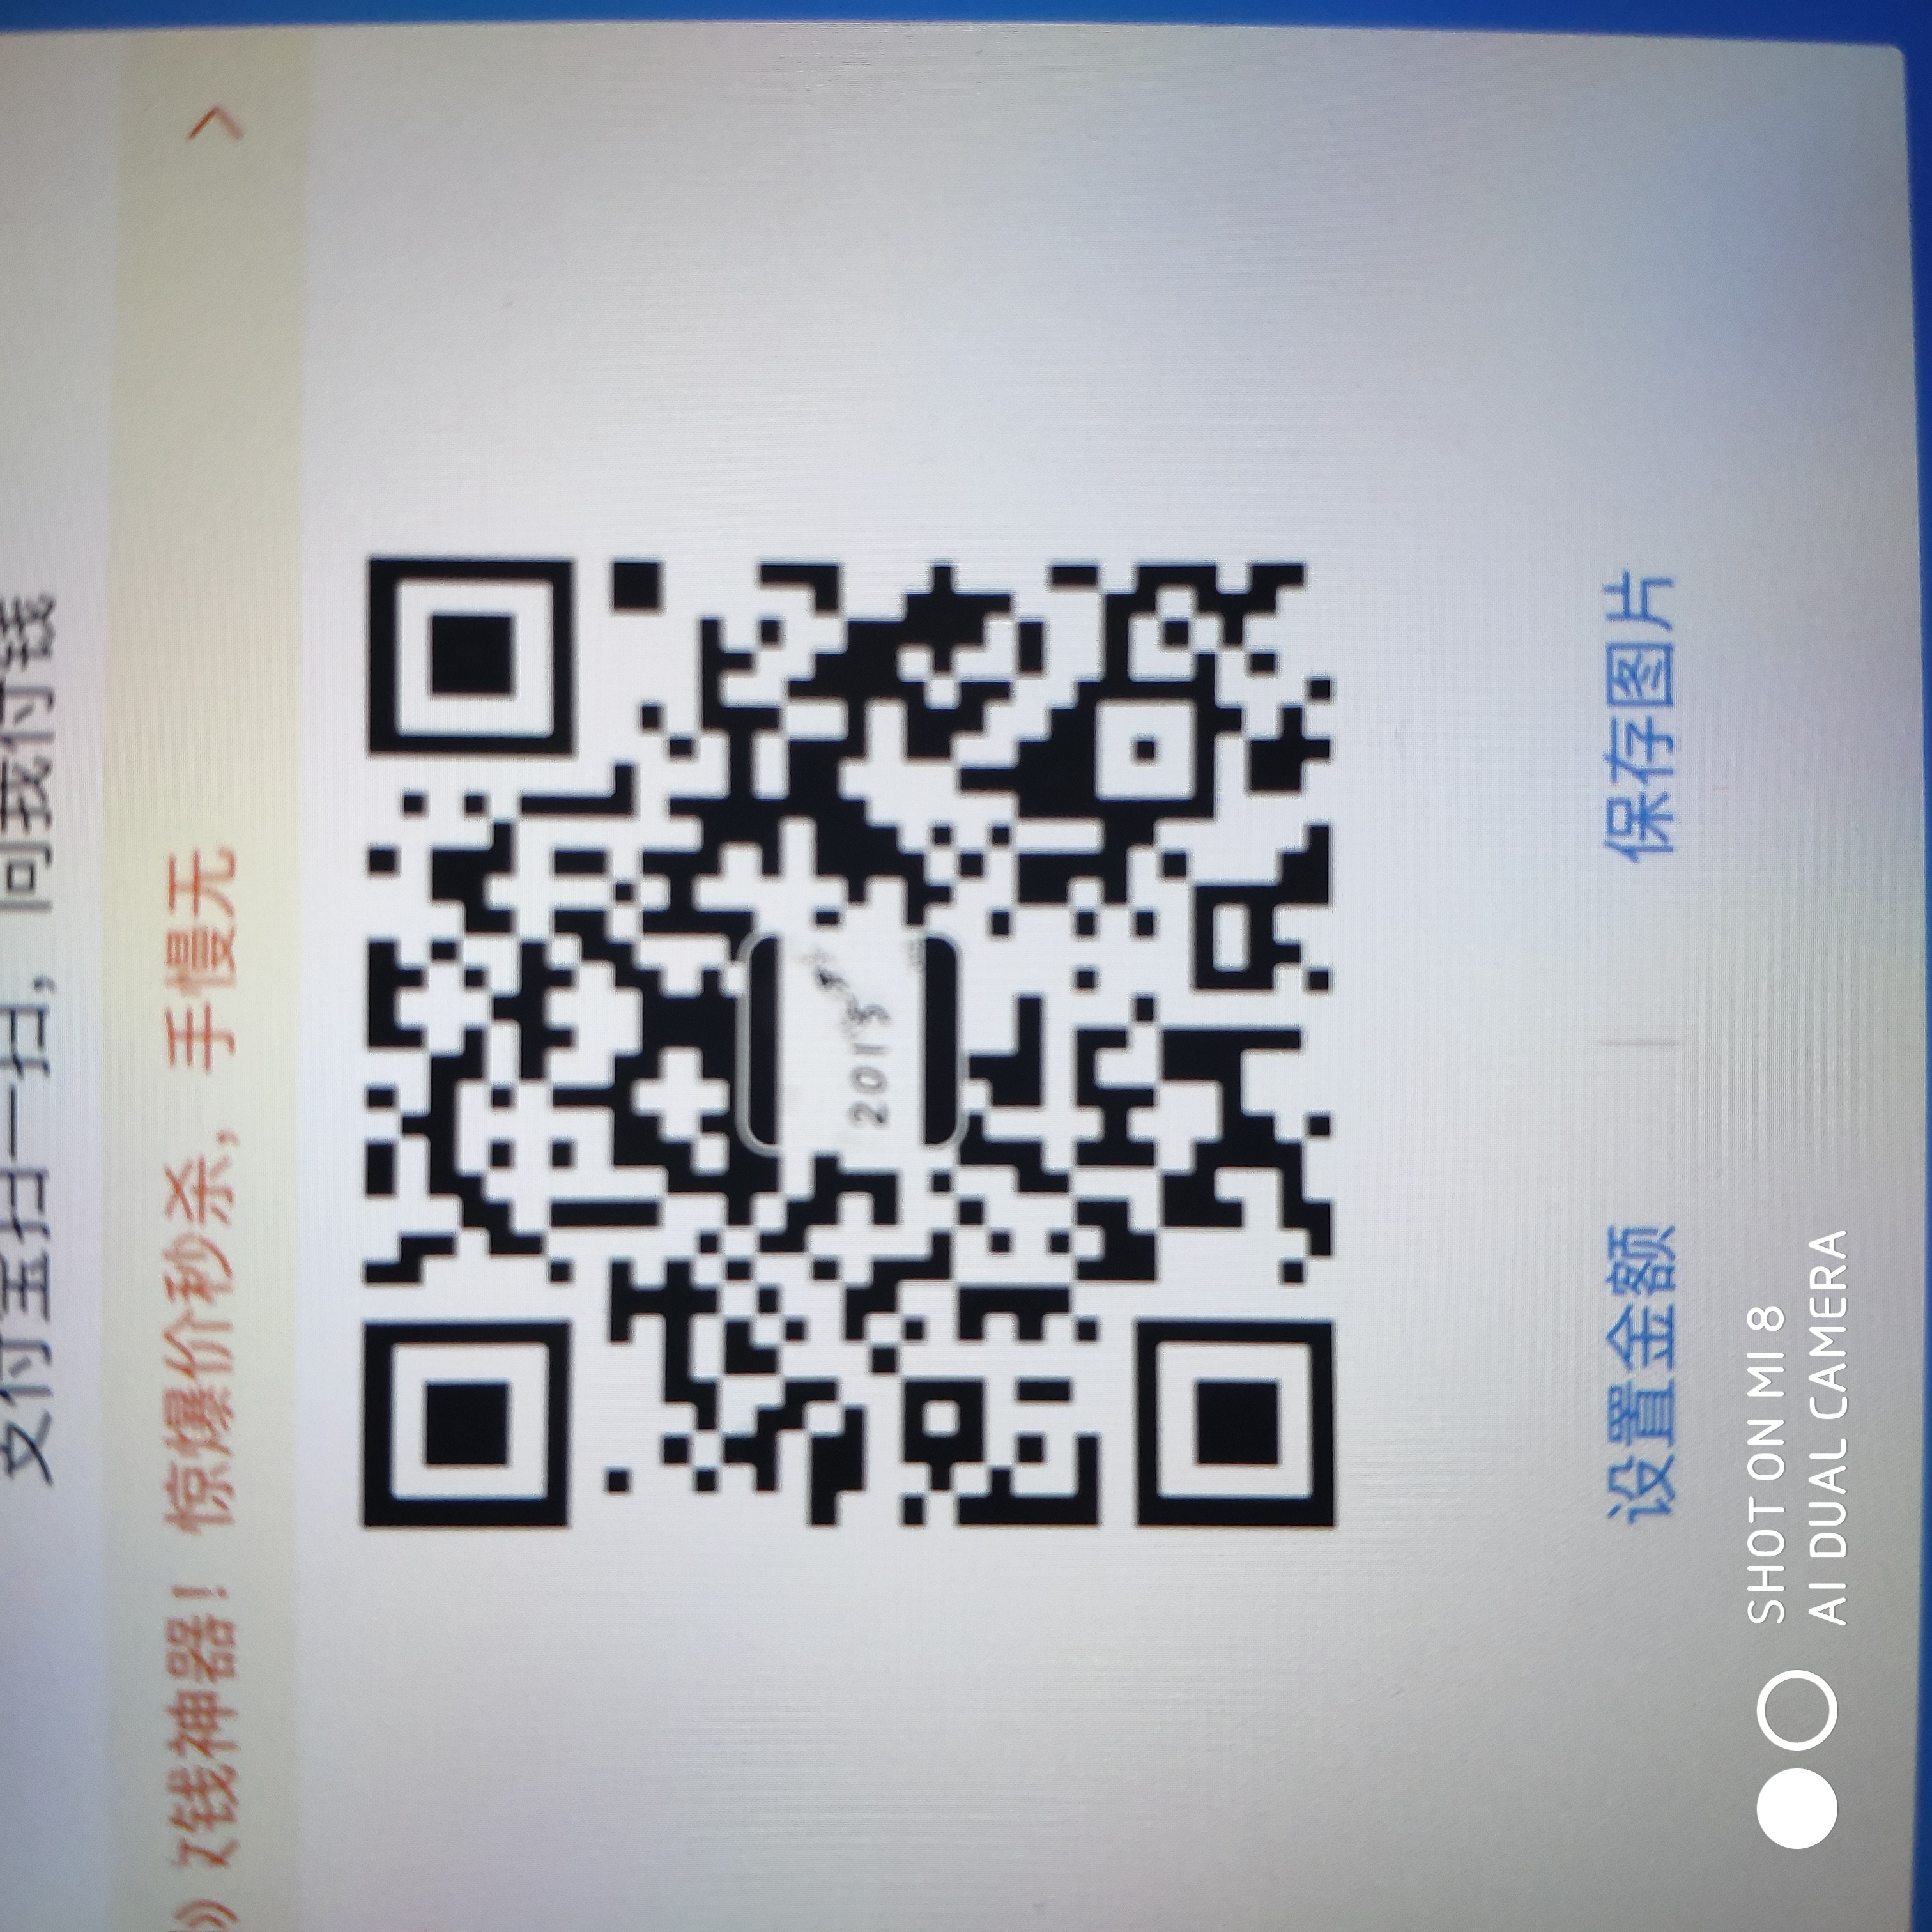 支付宝扫一扫，向我付钱
钱神器！惊爆价秒杀，手慢无
2015
设置金额
保存图片
SHOT ON MI 8
AI DUAL CAMERA